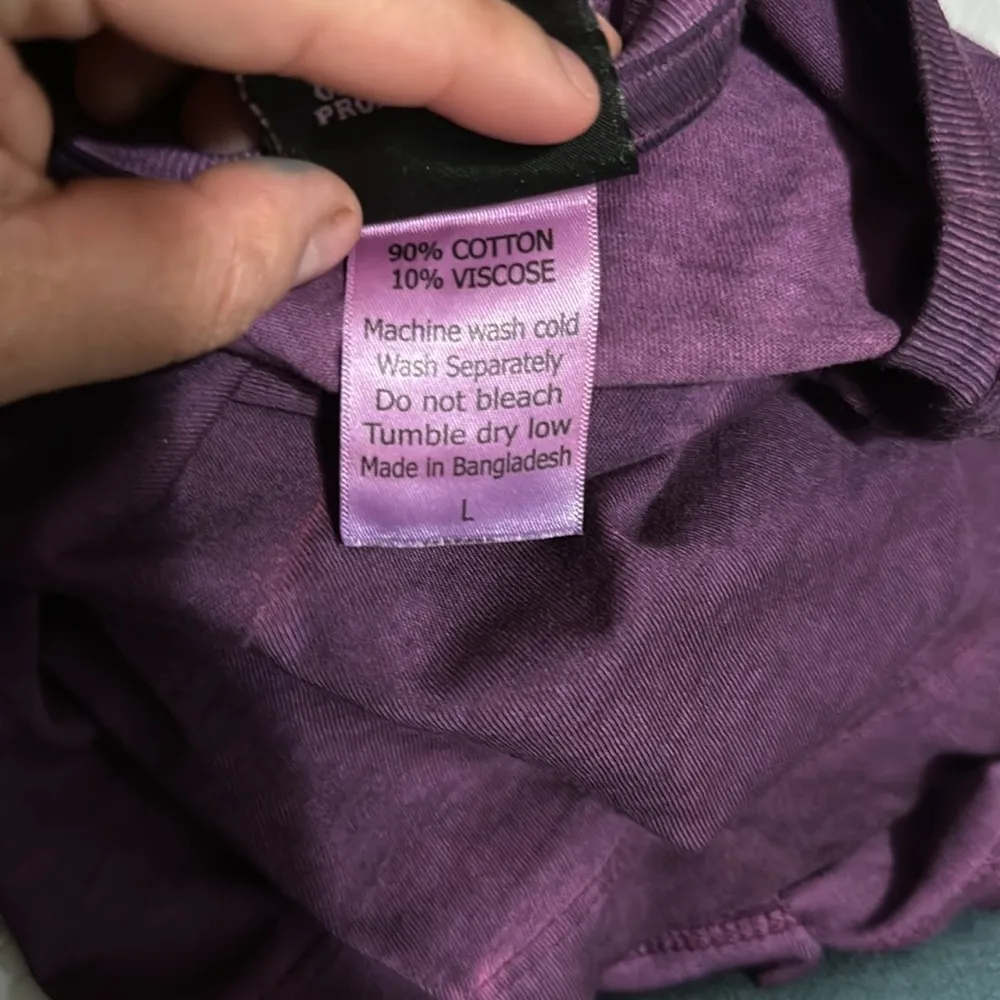 90% COTTON
10% VISCOSE
Machine wash cold
Wash Separately
Do not bleach
Tumble dry low
Made in Bangladesh
L